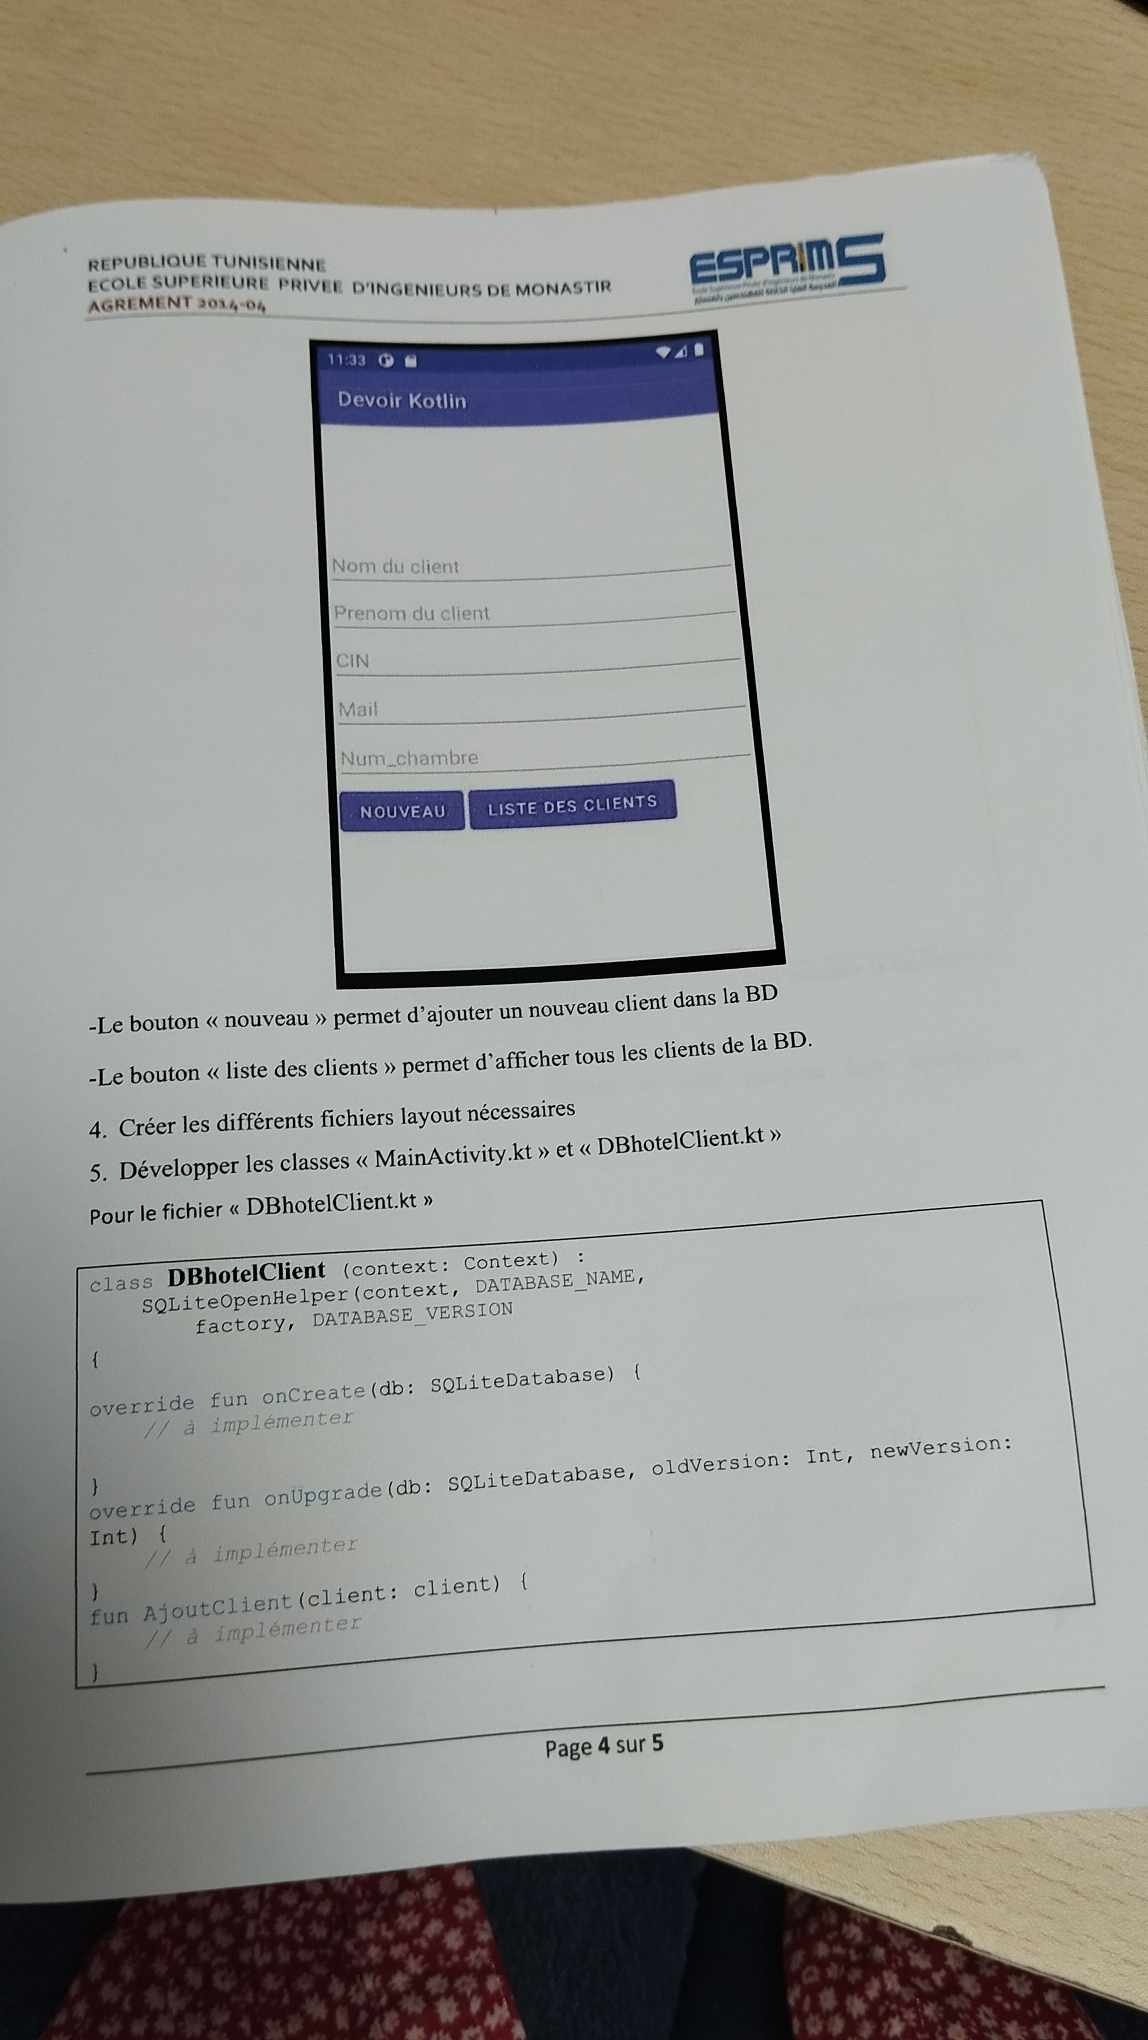 REPUBLIQUE TUNISIENNE
ECOLE SUPERIEURE PRIVEE D'INGENIEURS DE MONASTIR
AGREMENT 2014-04
ESPRIMS
11:33
Devoir Kotlin
Nom du client
Prenom du client
CIN
Mail
Num_chambre
NOUVEAU LISTE DES CLIENTS
-Le bouton « nouveau » permet d'ajouter un nouveau client dans la BD
-Le bouton « liste des clients » permet d'afficher tous les clients de la BD.
4. Créer les différents fichiers layout nécessaires
5. Développer les classes « MainActivity.kt » et « DBhotelClient.kt »
Pour le fichier « DBhotelClient.kt »
class DBhotelClient (context: Context) :
SQLiteOpenHelper(context, DATABASE_NAME,
factory, DATABASE_VERSION
{
override fun onCreate(db: SQLiteDatabase) {
// à implémenter
}
override fun onUpgrade(db: SQLiteDatabase, oldVersion: Int, newVersion:
Int) {
// à implémenter
}
fun AjoutClient(client: client) {
// à implémenter
}
Page 4 sur 5